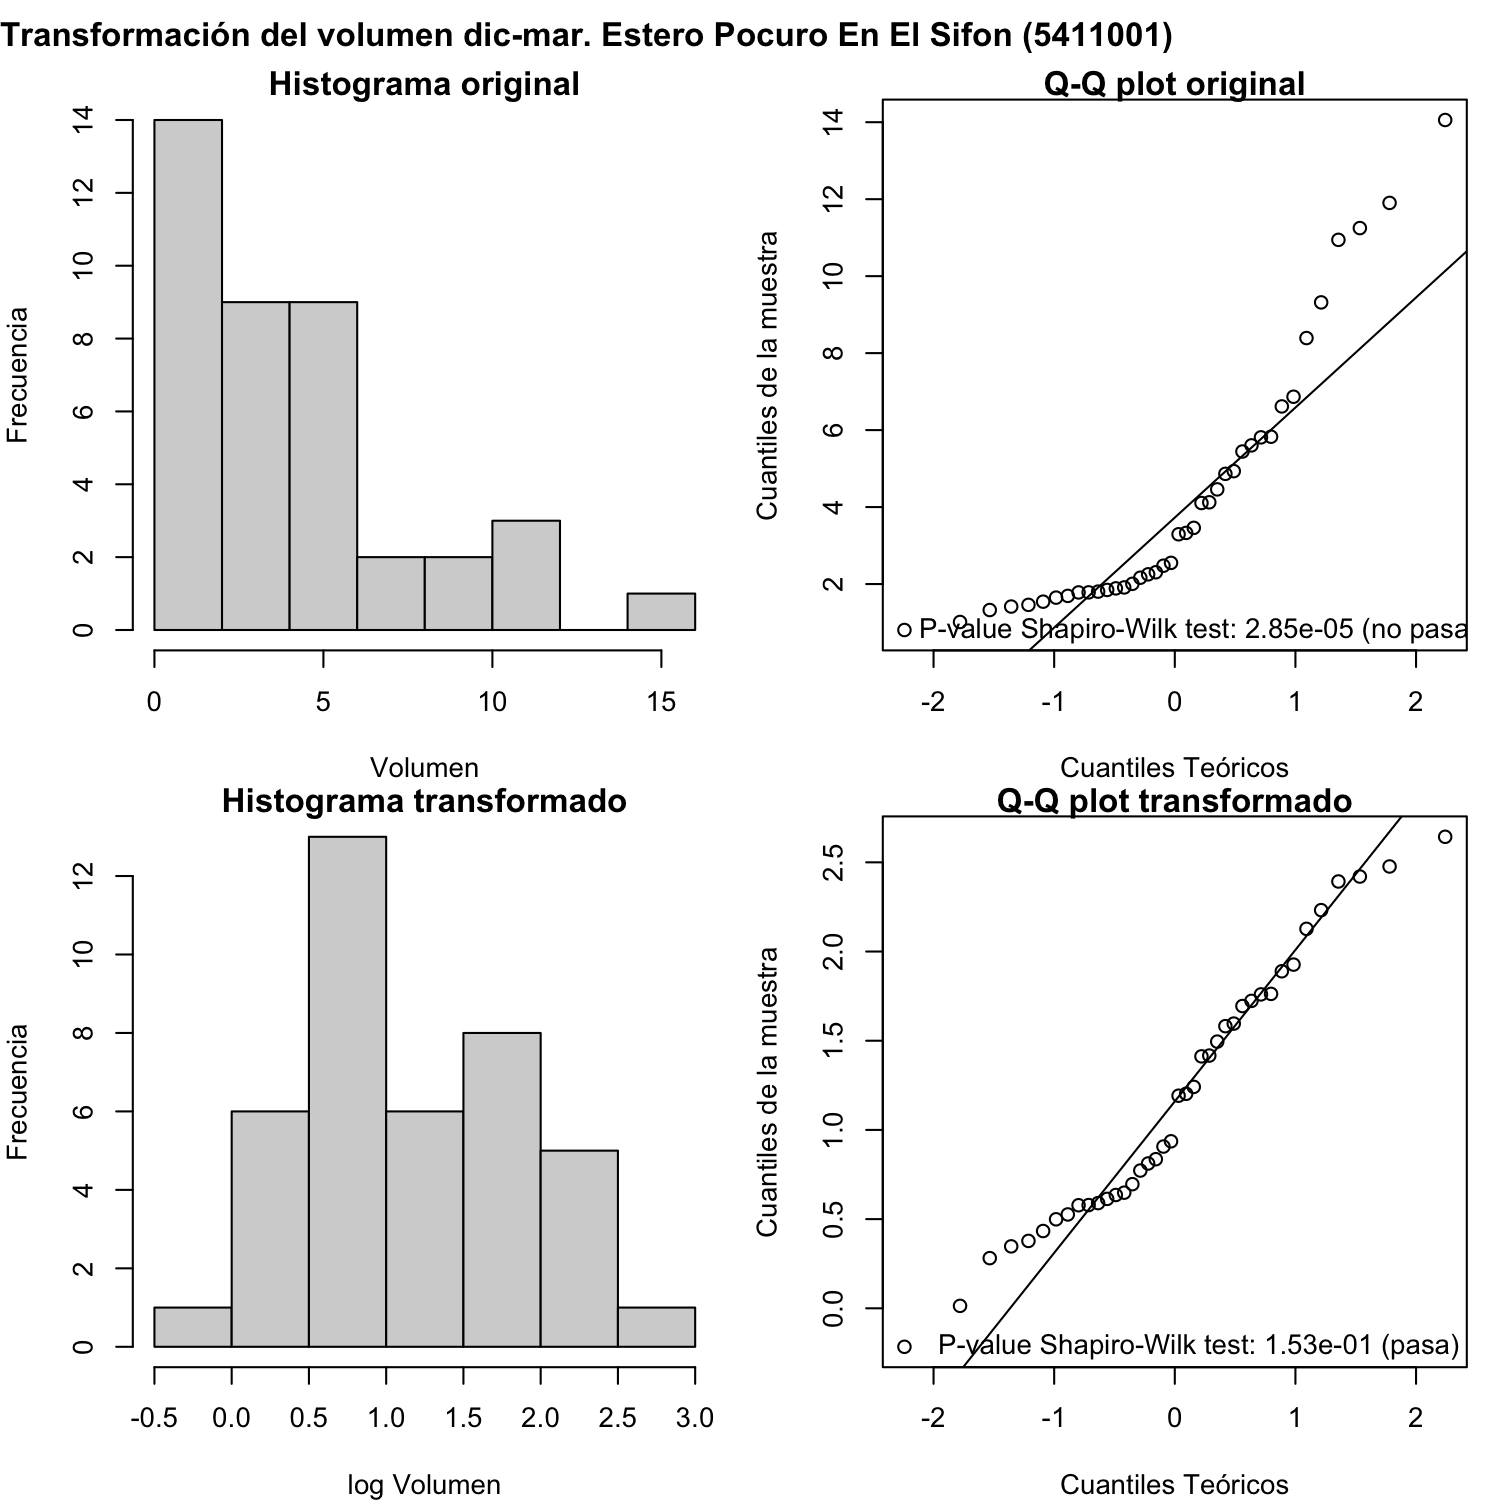 Transformación del volumen dic-mar. Estero Pocuro En El Sifon (5411001)
Histograma original
Frecuencia
0 2 4 6 8 10 12 14
0 5 10 15
Volumen
Q-Q plot original
Cuantiles de la muestra
2 4 6 8 10 12 14
P-value Shapiro-Wilk test: 2.85e-05 (no pasa
-2 -1 0 1 2
Cuantiles Teóricos
Histograma transformado
Frecuencia
0 2 4 6 8 10 12
-0.5 0.0 0.5 1.0 1.5 2.0 2.5 3.0
log Volumen
Q-Q plot transformado
Cuantiles de la muestra
0.0 0.5 1.0 1.5 2.0 2.5
P-value Shapiro-Wilk test: 1.53e-01 (pasa)
-2 -1 0 1 2
Cuantiles Teóricos